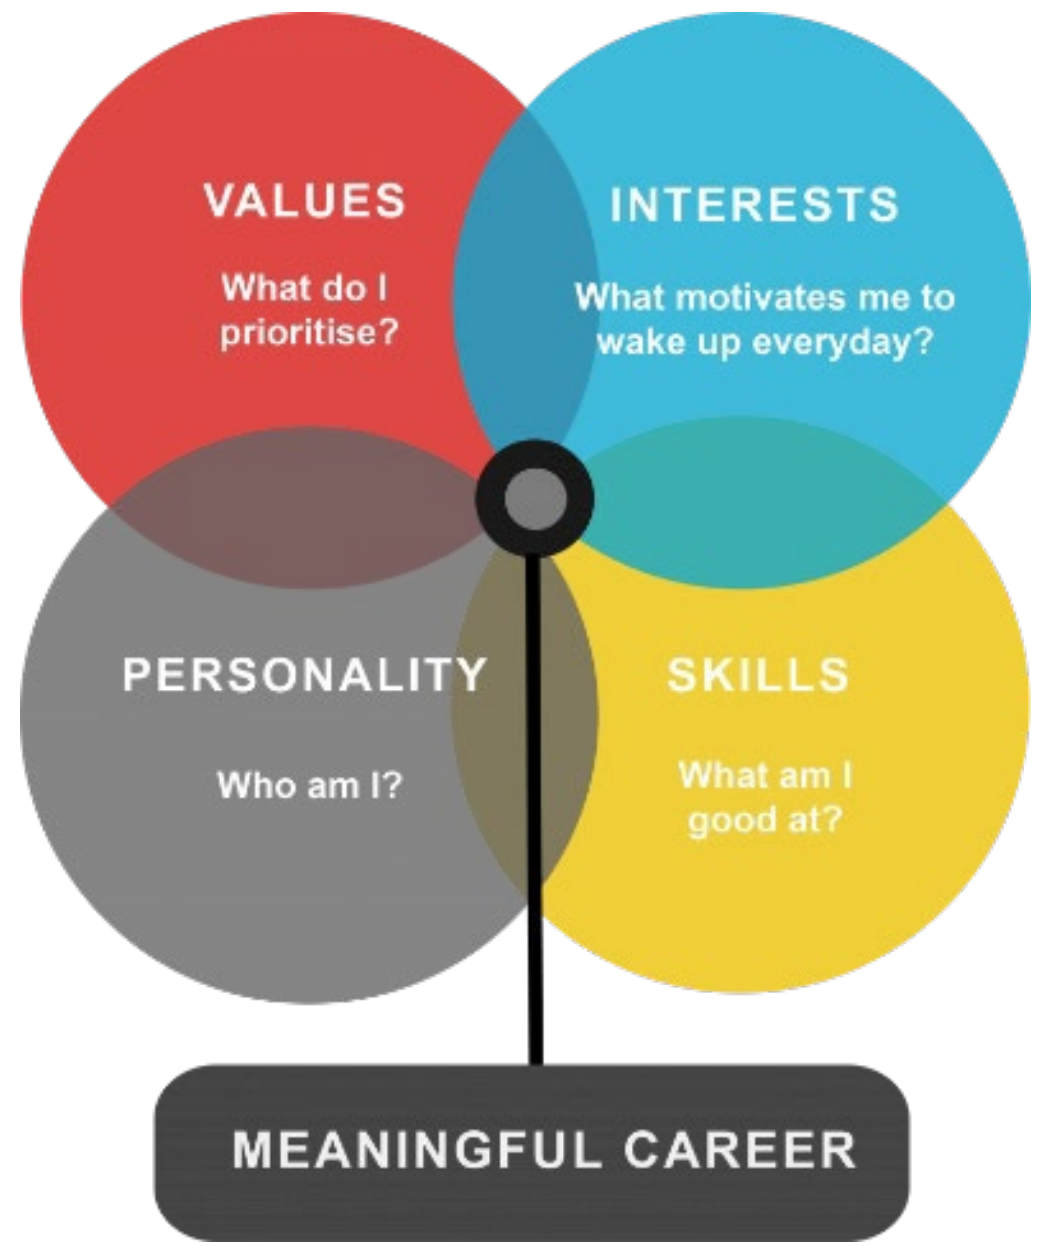 VALUES
What do I
prioritise?
INTERESTS
What motivates me to
wake up everyday?
PERSONALITY
Who am I?
SKILLS
What am I
good at?
MEANINGFUL CAREER